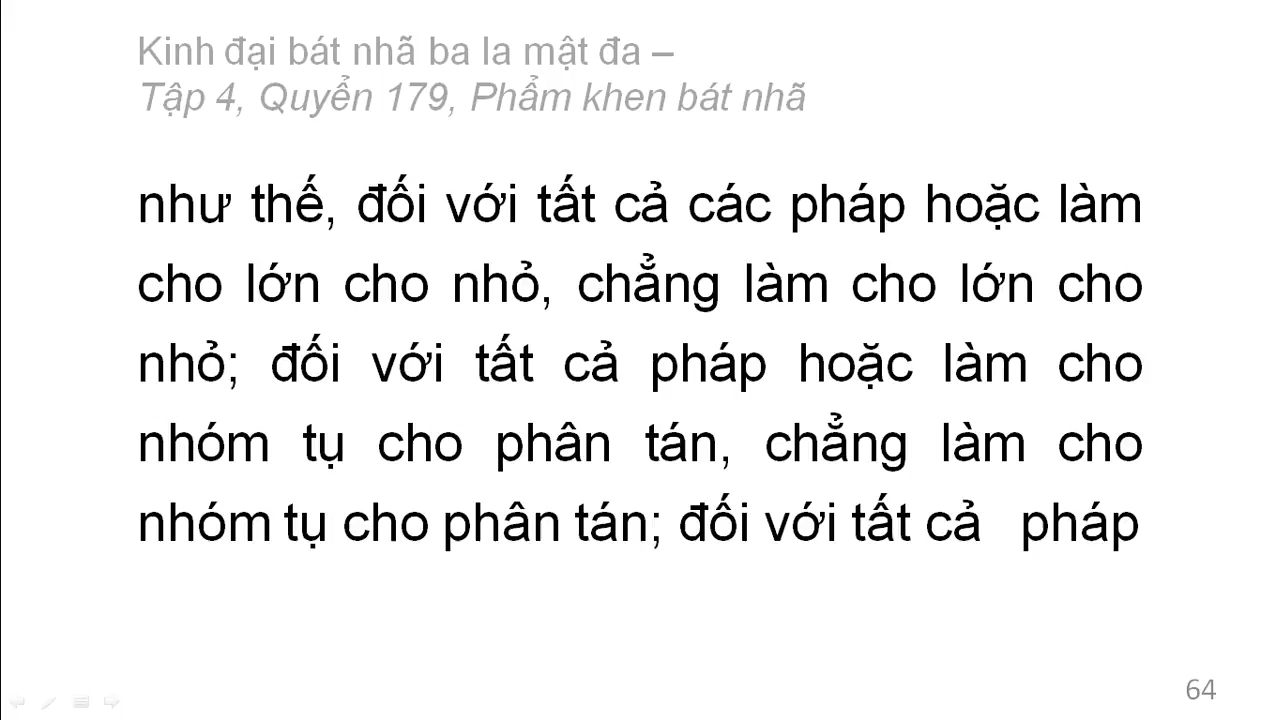 Kinh đại bát nhã ba la mật đa –
Tập 4, Quyển 179, Phẩm khen bát nhã
như thế, đối với tất cả các pháp hoặc làm
cho lớn cho nhỏ, chẳng làm cho lớn cho
nhỏ; đối với tất cả pháp hoặc làm cho
nhóm tụ cho phân tán, chẳng làm cho
nhóm tụ cho phân tán; đối với tất cả pháp
64